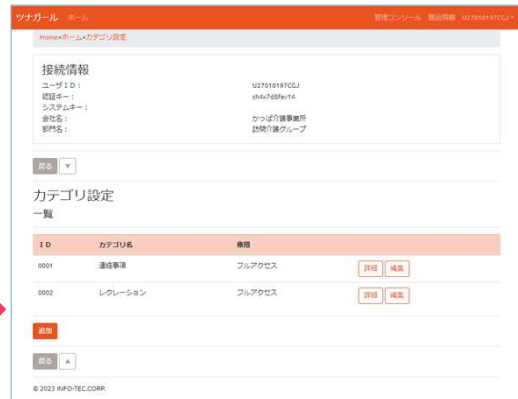 ツナガール ホーム 管理コンソール 製品情報 U27010197CGJ
Home»ホーム»カテゴリ設定
接続情報
ユーザID： U27010197CGJ
認証キー： sh4x7d8fav14
システムキー：
会社名： かっぱ介護事業所
部門名： 訪問介護グループ
戻る ▼
カテゴリ設定
一覧
ID カテゴリ名 権限
0001 連絡事項 フルアクセス 詳細 編集
0002 レクレーション フルアクセス 詳細 編集
追加
戻る ▲
© 2023 INFO-TEC.CORP.